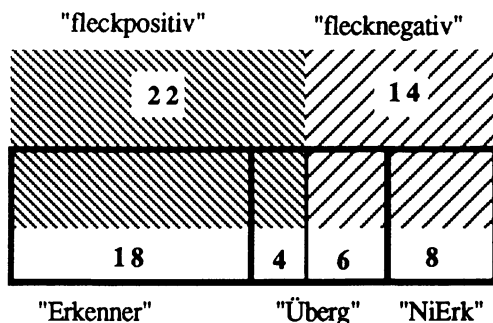 "fleckpositiv" "flecknegativ"
22 14
18 4 6 8
"Erkenner" "Überg" "NiErk"